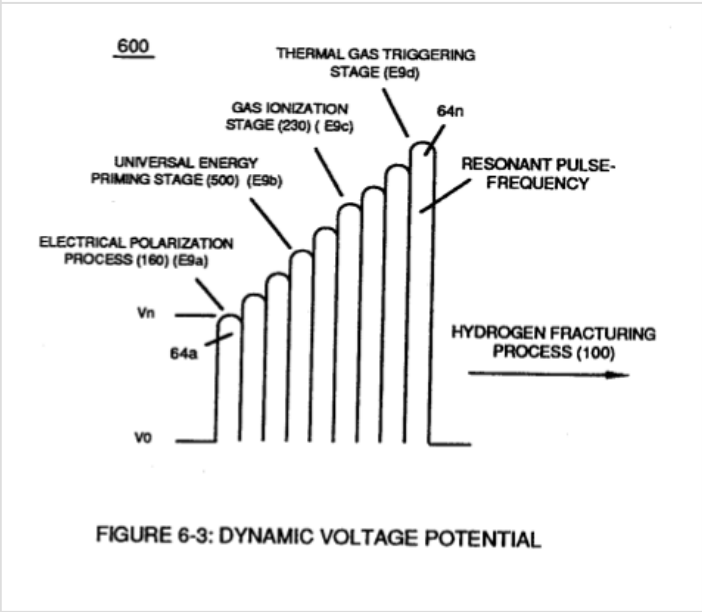 600
THERMAL GAS TRIGGERING
STAGE (E9d)
64n
GAS IONIZATION
STAGE (230) ( E9c)
RESONANT PULSE-
FREQUENCY
UNIVERSAL ENERGY
PRIMING STAGE (500) (E9b)
ELECTRICAL POLARIZATION
PROCESS (160) (E9a)
Vn
64a
HYDROGEN FRACTURING
PROCESS (100)
V0
FIGURE 6-3: DYNAMIC VOLTAGE POTENTIAL